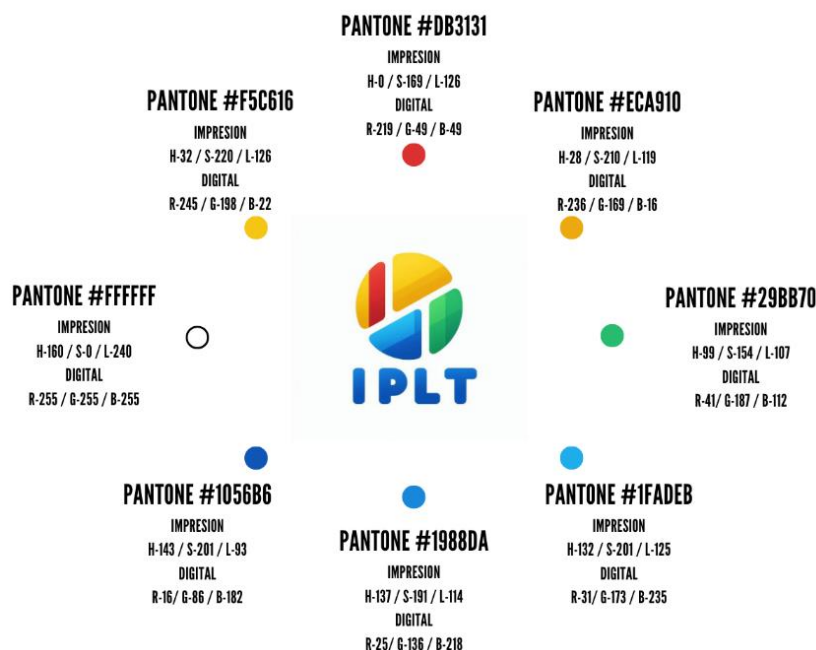 PANTONE #DB3131
IMPRESION
H-0 / S-169 / L-126
DIGITAL
R-219 / G-49 / B-49
PANTONE #F5C616
IMPRESION
H-32 / S-220 / L-126
DIGITAL
R-245 / G-198 / B-22
PANTONE #ECA910
IMPRESION
H-28 / S-210 / L-119
DIGITAL
R-236 / G-169 / B-16
PANTONE #FFFFFF
IMPRESION
H-160 / S-0 / L-240
DIGITAL
R-255 / G-255 / B-255
IPLT
PANTONE #29BB70
IMPRESION
H-99 / S-154 / L-107
DIGITAL
R-41/ G-187 / B-112
PANTONE #1056B6
IMPRESION
H-143 / S-201 / L-93
DIGITAL
R-16/ G-86 / B-182
PANTONE #1988DA
IMPRESION
H-137 / S-191 / L-114
DIGITAL
R-25/ G-136 / B-218
PANTONE #1FADEB
IMPRESION
H-132 / S-201 / L-125
DIGITAL
R-31/ G-173 / B-235